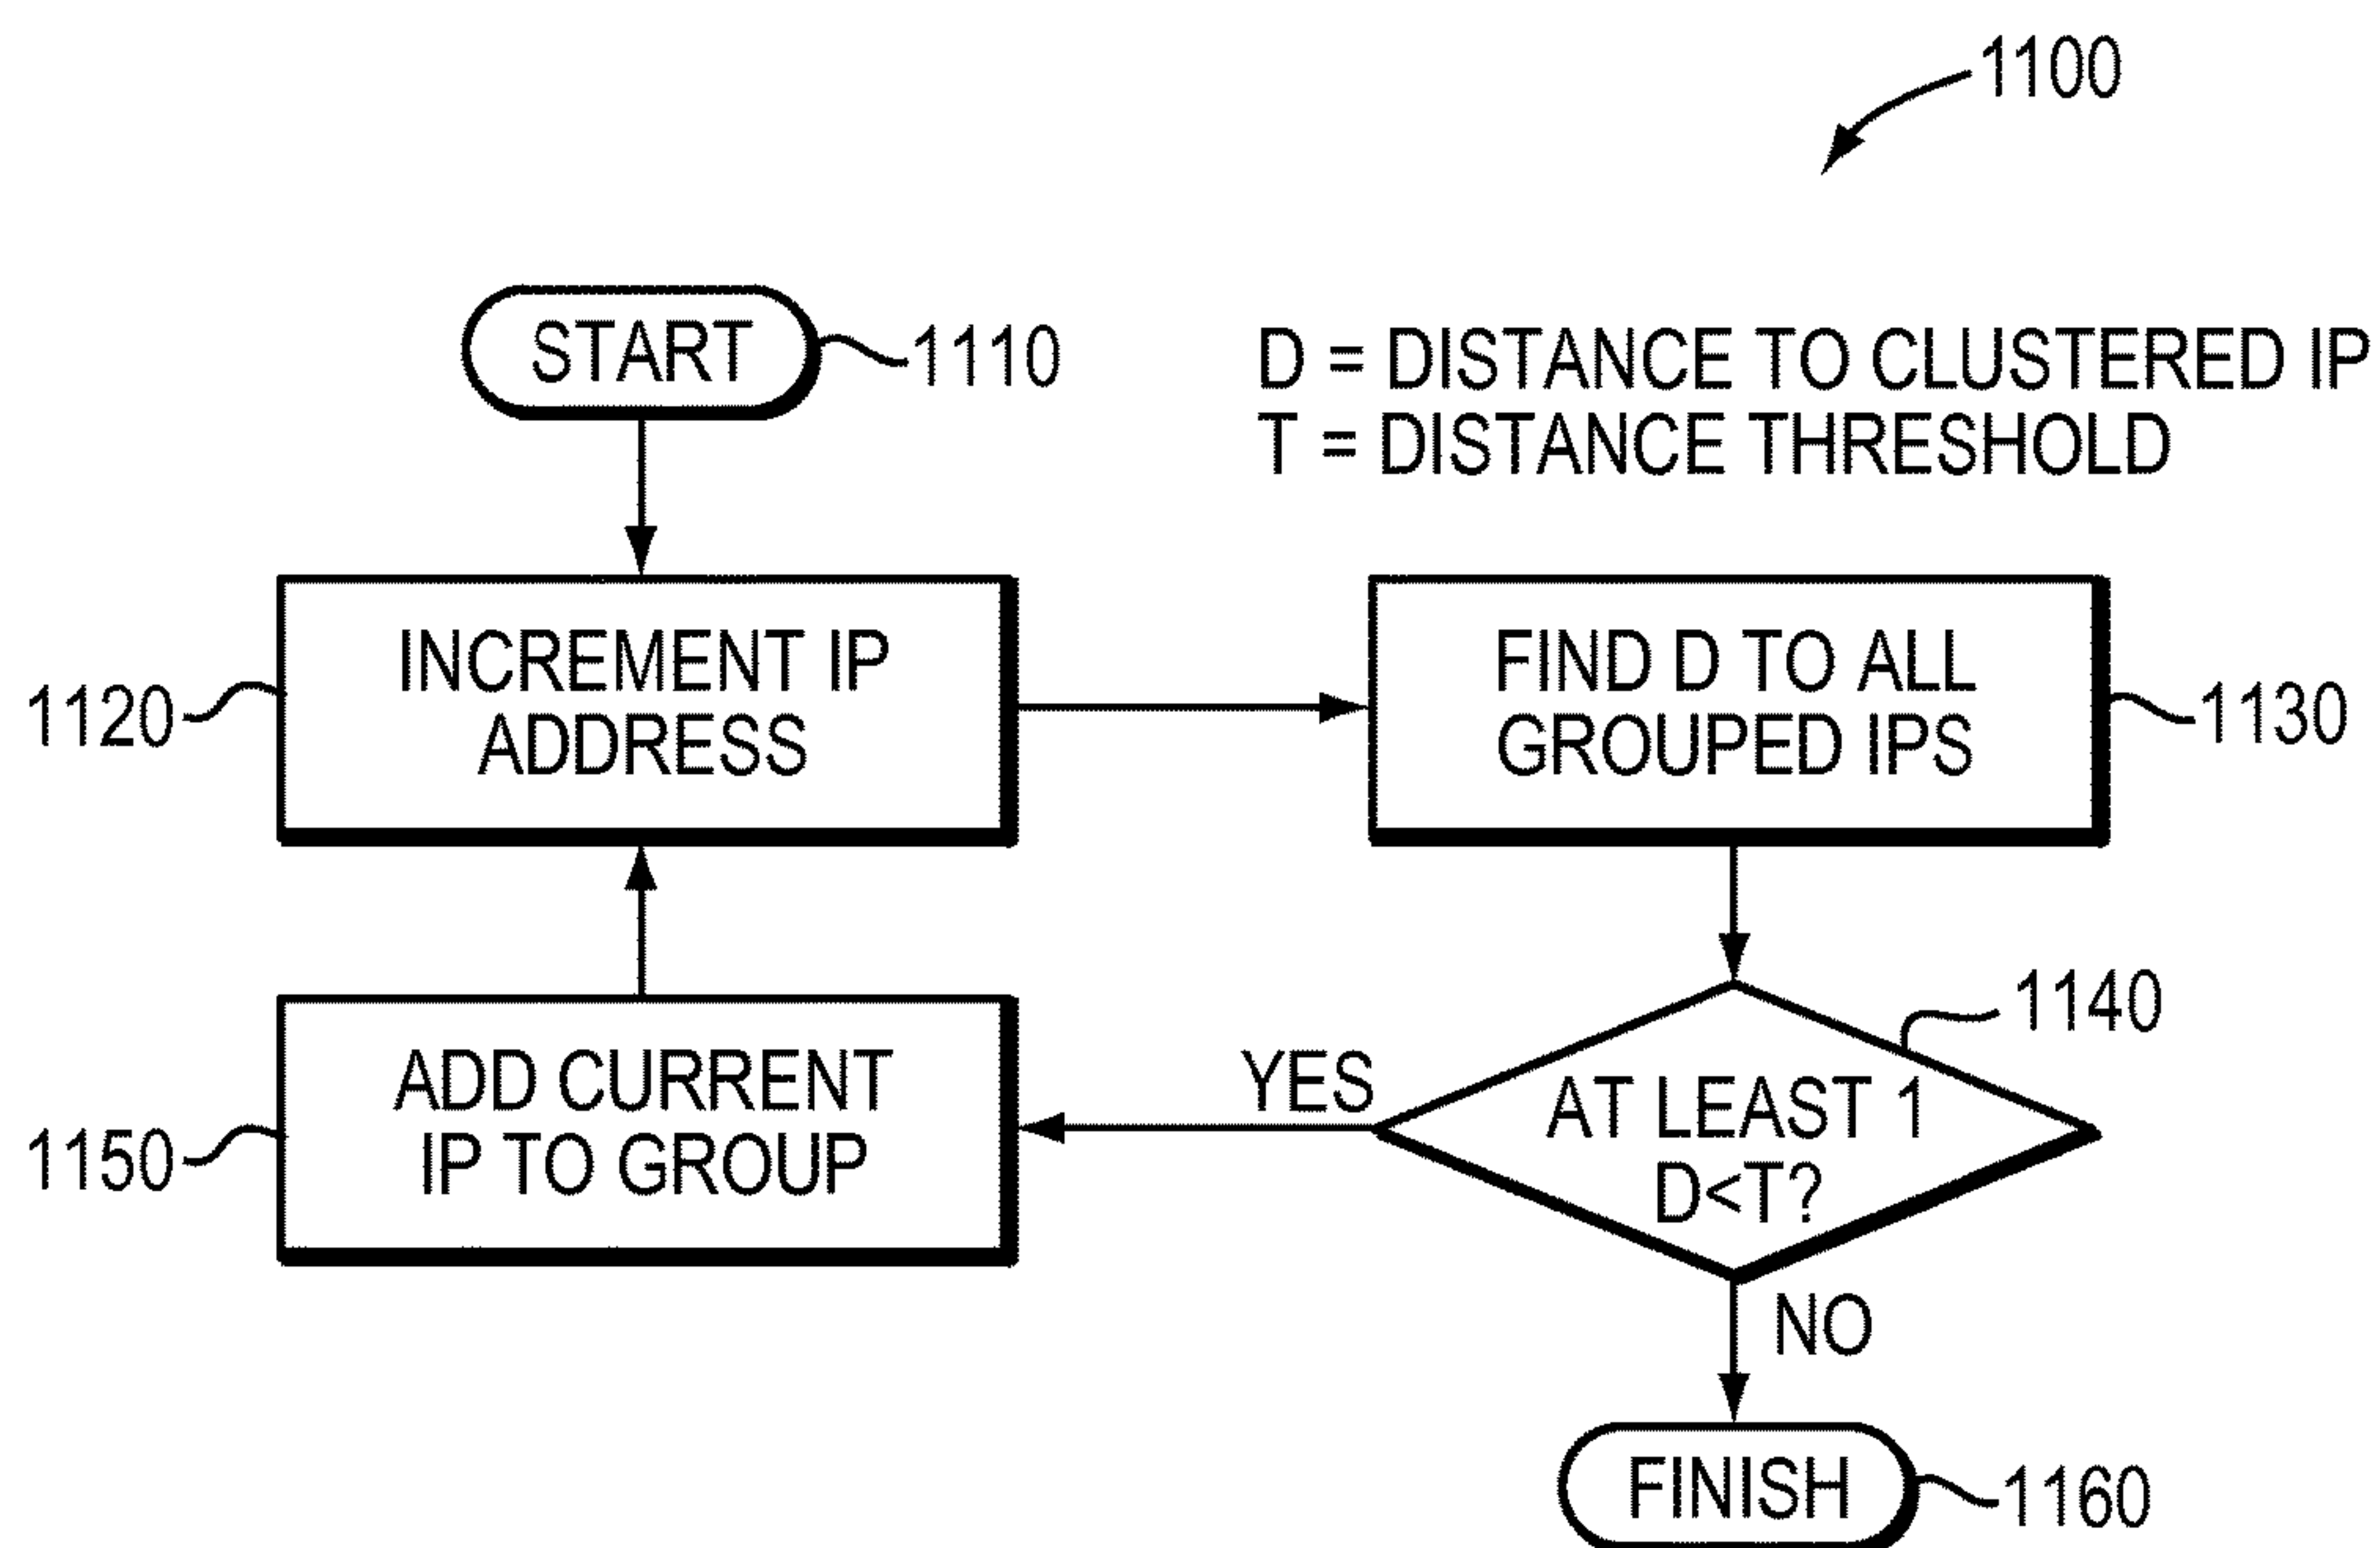 1100
START
1110
D = DISTANCE TO CLUSTERED IP
T = DISTANCE THRESHOLD
1120
INCREMENT IP
ADDRESS
FIND D TO ALL
GROUPED IPS
1130
1140
AT LEAST 1
D<T?
YES
1150
ADD CURRENT
IP TO GROUP
NO
FINISH
1160